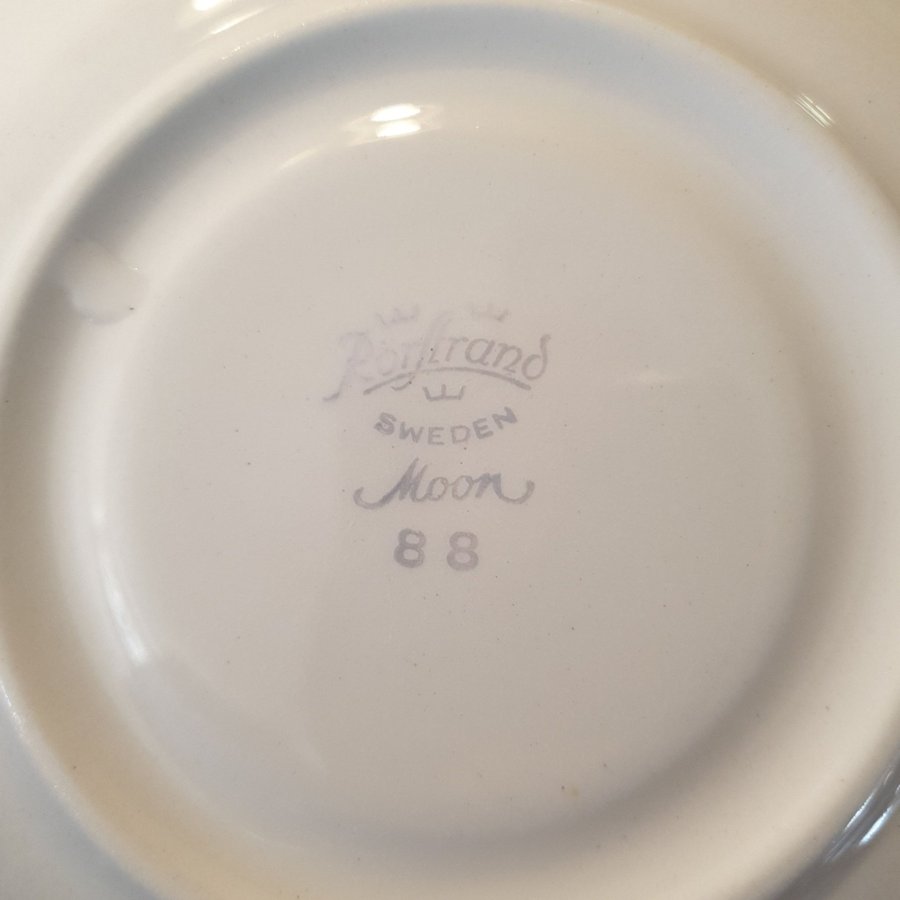 Rörstrand
SWEDEN
Moon
88